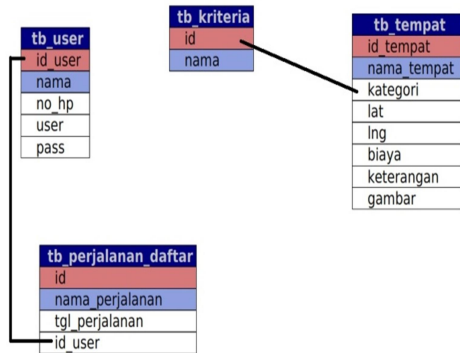 tb_user
id_user
nama
no_hp
user
pass
tb_kriteria
id
nama
tb_tempat
id_tempat
nama_tempat
kategori
lat
lng
biaya
keterangan
gambar
tb_perjalanan_daftar
id
nama_perjalanan
tgl_perjalanan
id_user